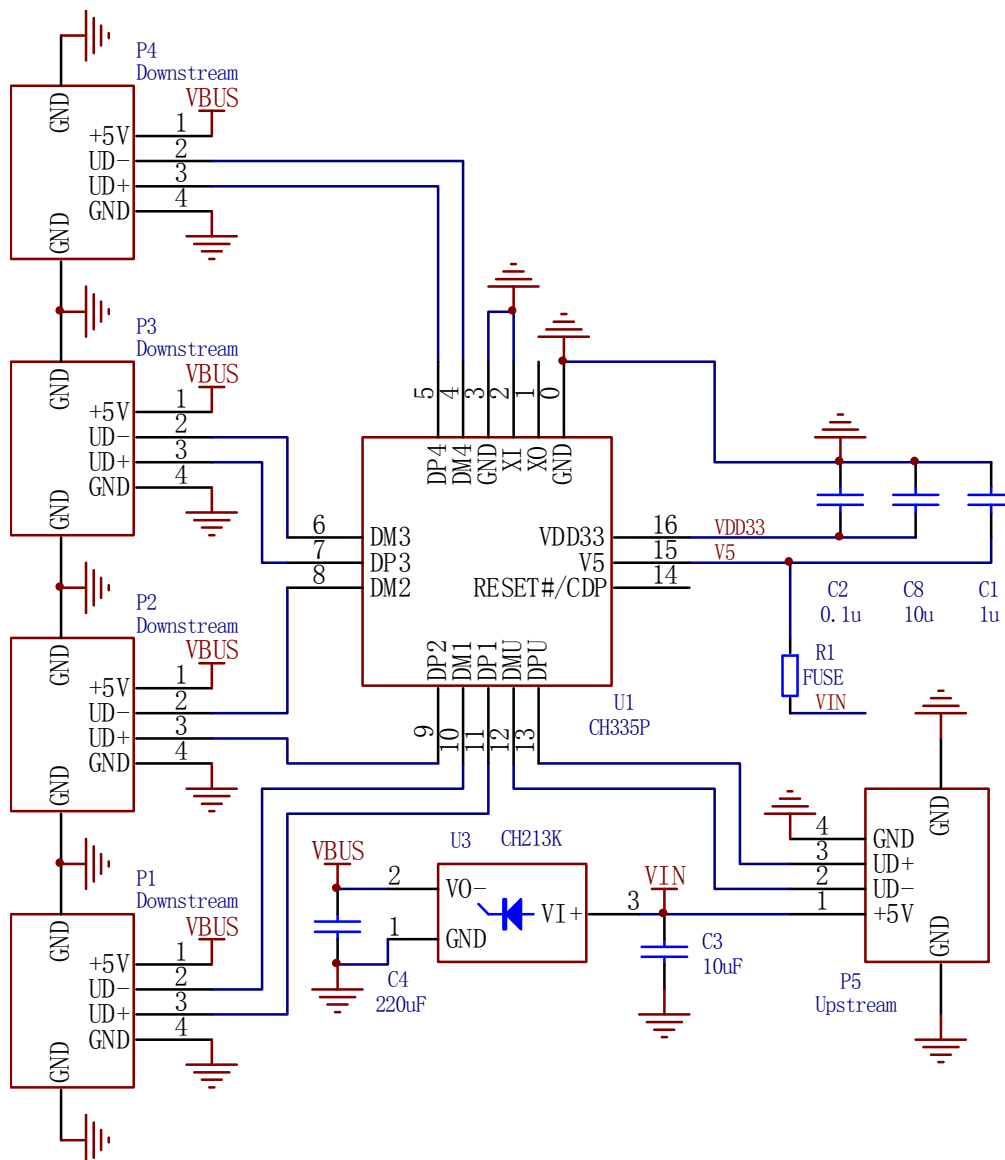 P4
Downstream
VBUS
GND
+5V 1
UD- 2
UD+ 3
GND 4
GND
P3
Downstream
VBUS
GND
+5V 1
UD- 2
UD+ 3
GND 4
GND
P2
Downstream
VBUS
GND
+5V 1
UD- 2
UD+ 3
GND 4
GND
P1
Downstream
VBUS
GND
+5V 1
UD- 2
UD+ 3
GND 4
GND
5 4 3 2 1 0
DP4 DM4 GND XI XO GND
6 DM3
7 DP3
8 DM2
VDD33 16 VDD33
V5 15 V5
RESET#/CDP 14
DP2 DM1 DP1 DMU DPU
9 10 11 12 13
U1
CH335P
C2
0.1u
C8
10u
C1
1u
R1
FUSE
VIN
U3 CH213K
VBUS
2 VO-
1 GND
VI+ 3
C4
220uF
VIN
C3
10uF
GND
4 GND
3 UD+
2 UD-
1 +5V
GND
P5
Upstream